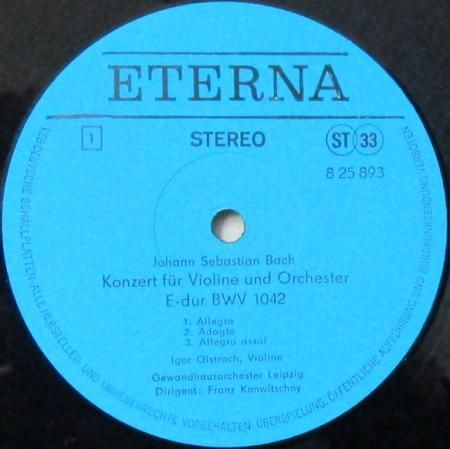 ETERNA
1
STEREO
ST 33
8 25 893
Johann Sebastian Bach
Konzert für Violine und Orchester
E-dur BWV 1042
1. Allegro
2. Adagio
3. Allegro assai
Igor Oistrach, Violine
Gewandhausorchester Leipzig
Dirigent: Franz Konwitschny
VEB DEUTSCHE SCHALLPLATTEN · ALLE HERSTELLER- UND URHEBERRECHTE VORBEHALTEN · ÜBERSPIELUNG, ÖFFENTLICHE AUFFÜHRUNG UND RUNDFUNKSENDUNG VERBOTEN